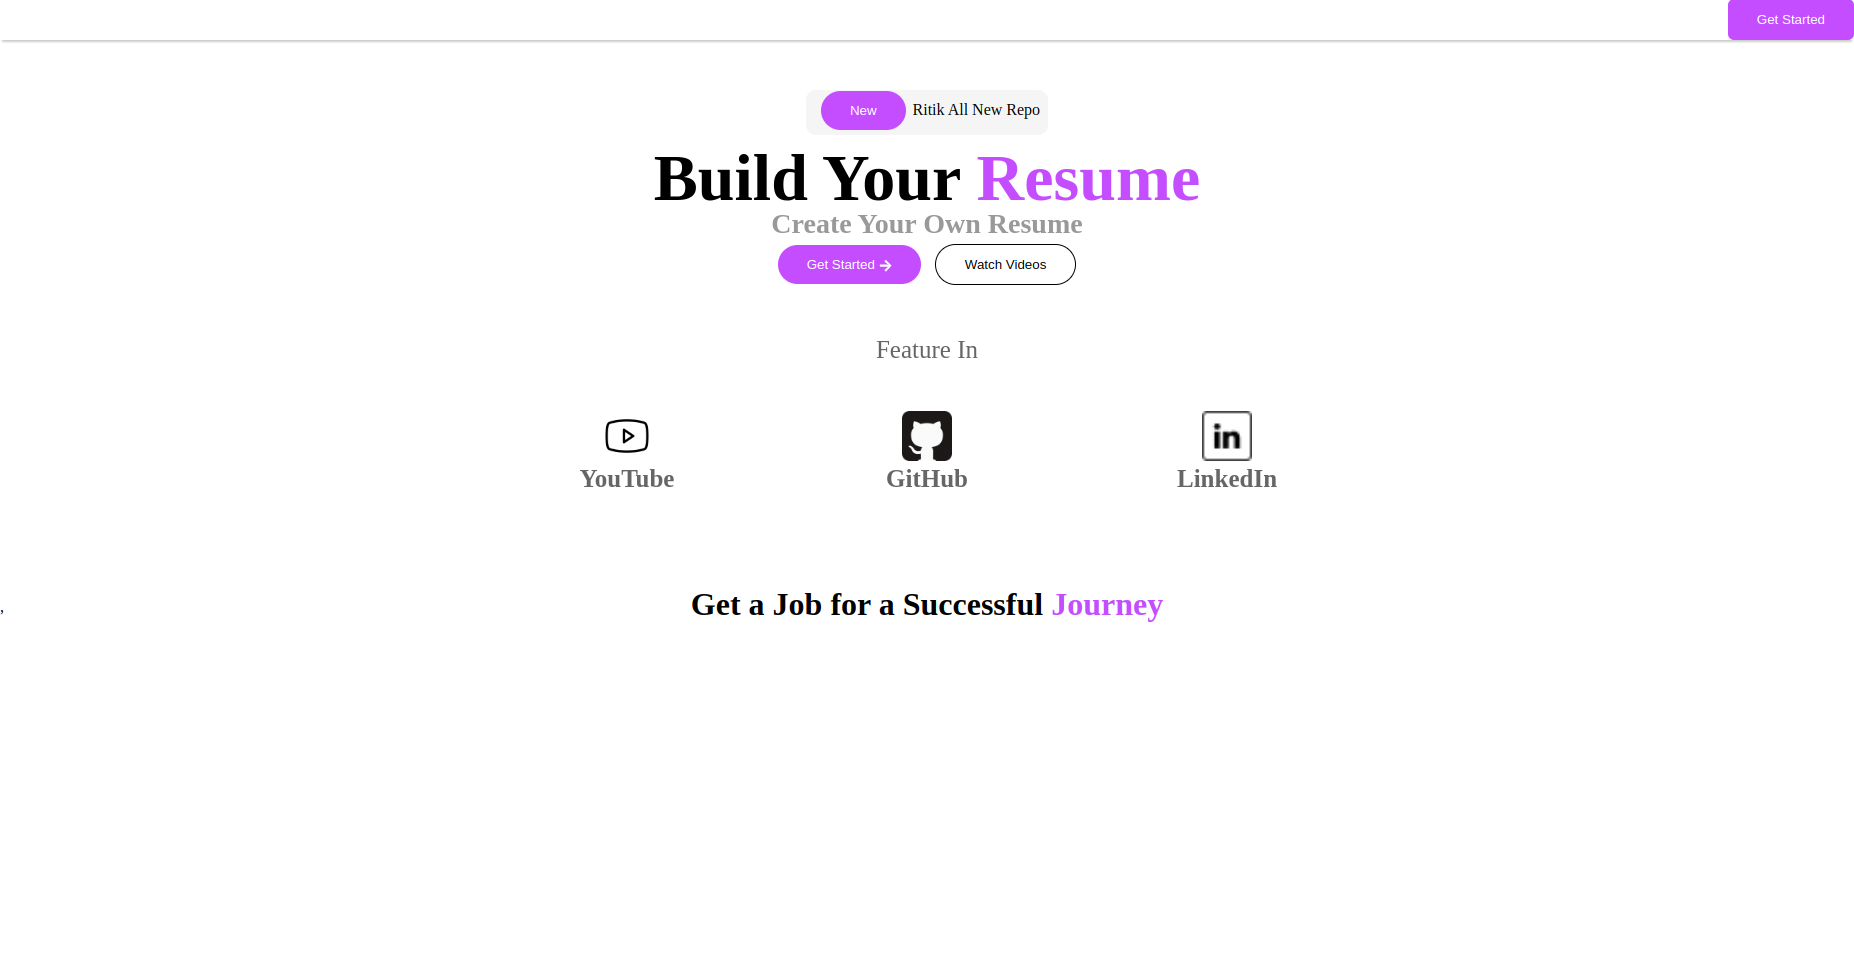 Get Started
New Ritik All New Repo
Build Your Resume
Create Your Own Resume
Get Started Watch Videos
Feature In
in
YouTube GitHub LinkedIn
Get a Job for a Successful Journey
,